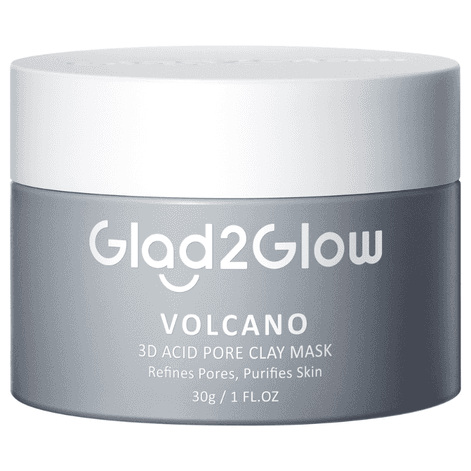 Glad2Glow
VOLCANO
3D ACID PORE CLAY MASK
Refines Pores, Purifies Skin
30g / 1 FL.OZ